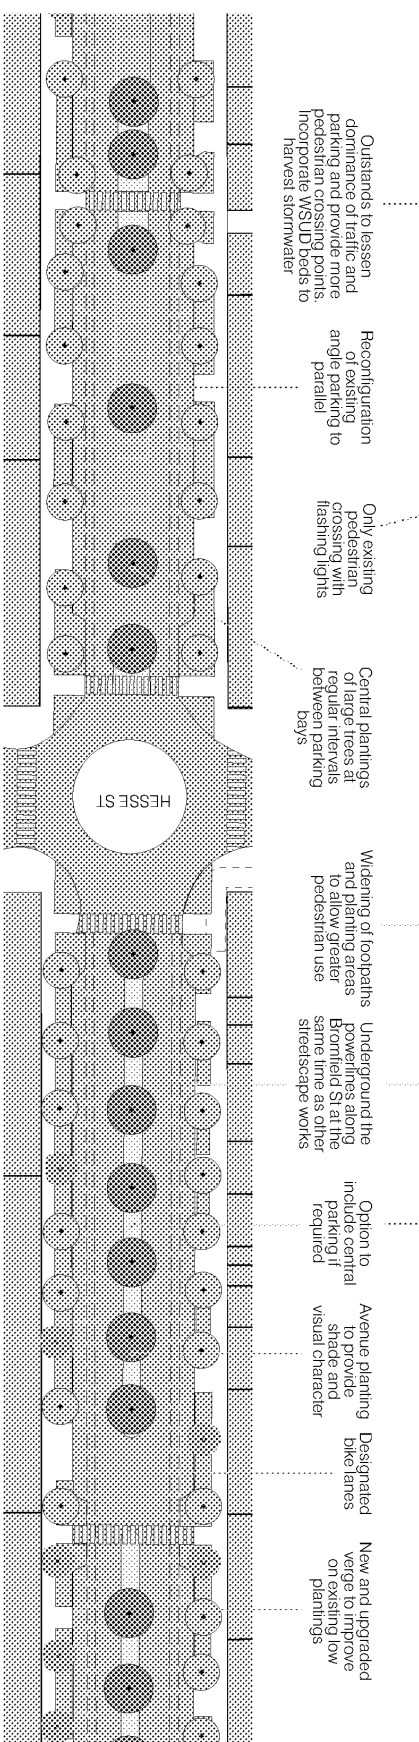 Outstands to lessen
dominance of traffic and
parking and provide more
pedestrian crossing points.
Incorporate WSUD beds to
harvest stormwater
Reconfiguration
of existing
angle parking to
parallel
Only existing
pedestrian
crossing with
flashing lights
Central plantings
of large trees at
regular intervals
between parking
bays
HESSE ST
Widening of footpaths
and planting areas
to allow greater
pedestrian use
Underground the
powerlines along
Bromfield St at the
same time as other
streetscape works
Option to
include central
parking if
required
Avenue planting
to provide
shade and
visual character
Designated
bike lanes
New and upgraded
verge to improve
on existing low
plantings